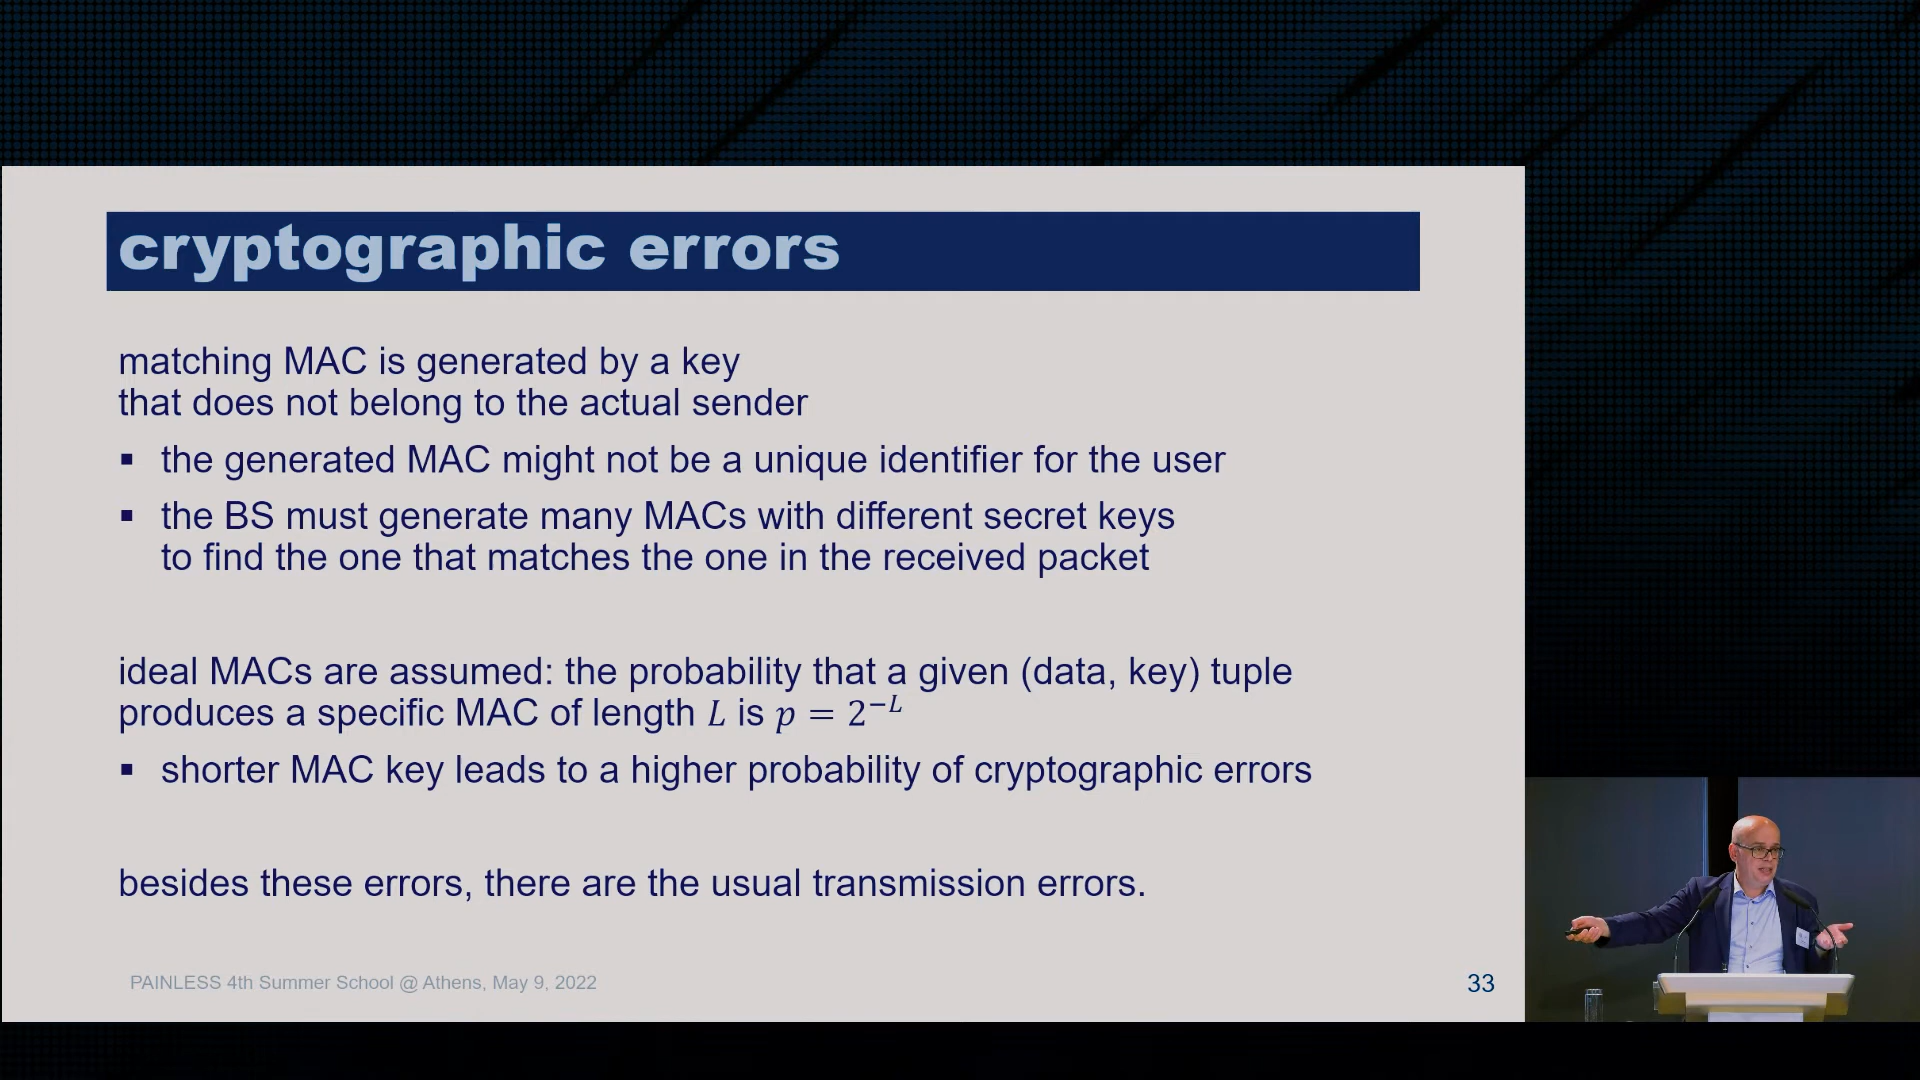 cryptographic errors
matching MAC is generated by a key
that does not belong to the actual sender
▪ the generated MAC might not be a unique identifier for the user
▪ the BS must generate many MACs with different secret keys
to find the one that matches the one in the received packet
ideal MACs are assumed: the probability that a given (data, key) tuple
produces a specific MAC of length L is p = 2^{-L}
▪ shorter MAC key leads to a higher probability of cryptographic errors
besides these errors, there are the usual transmission errors.
PAINLESS 4th Summer School @ Athens, May 9, 2022
33